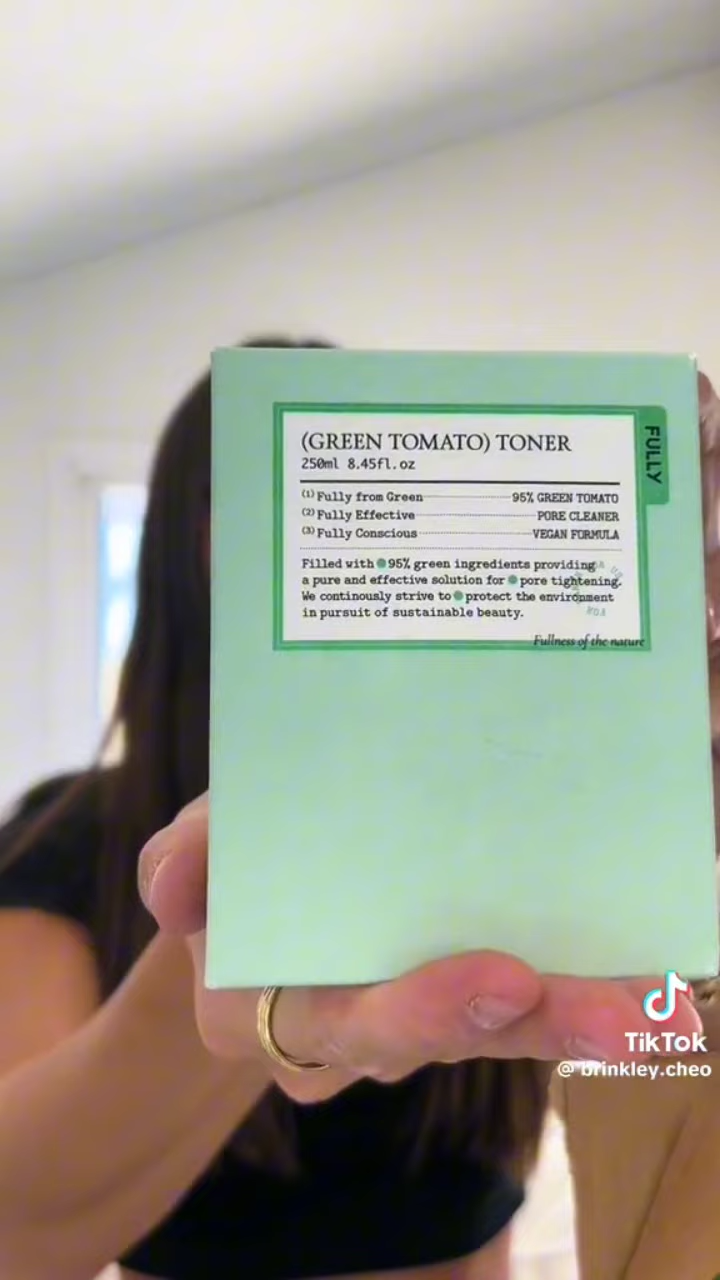 (GREEN TOMATO) TONER
250ml 8.45fl.oz
FULLY
(1) Fully from Green 95% GREEN TOMATO
(2) Fully Effective PORE CLEANER
(3) Fully Conscious VEGAN FORMULA
Filled with 95% green ingredients providing
a pure and effective solution for pore tightening.
We continously strive to protect the environment
in pursuit of sustainable beauty.
Fullness of the nature
TikTok
@ brinkley.cheo